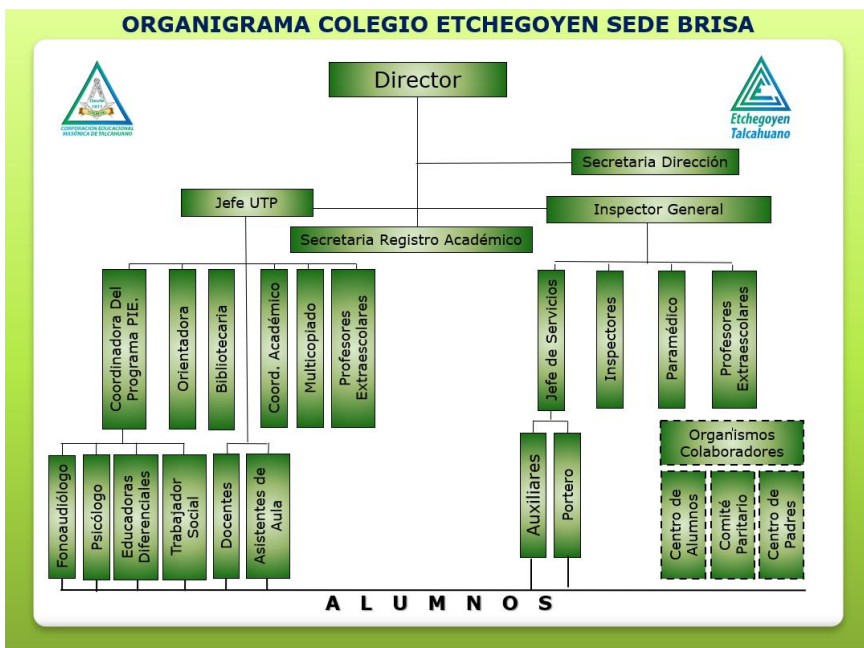 ORGANIGRAMA COLEGIO ETCHEGOYEN SEDE BRISA
Director
CORPORACION EDUCACIONAL
MASÓNICA DE TALCAHUANO
Desde
Etchegoyen
Talcahuano
Secretaria Dirección
Jefe UTP
Inspector General
Secretaria Registro Académico
Coordinadora Del
Programa PIE.
Orientadora
Bibliotecaria
Coord. Académico
Multicopiado
Profesores
Extraescolares
Jefe de Servicios
Inspectores
Paramédico
Profesores
Extraescolares
Organismos
Colaboradores
Fonoaudiólogo
Psicólogo
Educadoras
Diferenciales
Trabajador
Social
Docentes
Asistentes de
Aula
Auxiliares
Portero
Centro de
Alumnos
Comité
Paritario
Centro de
Padres
A L U M N O S